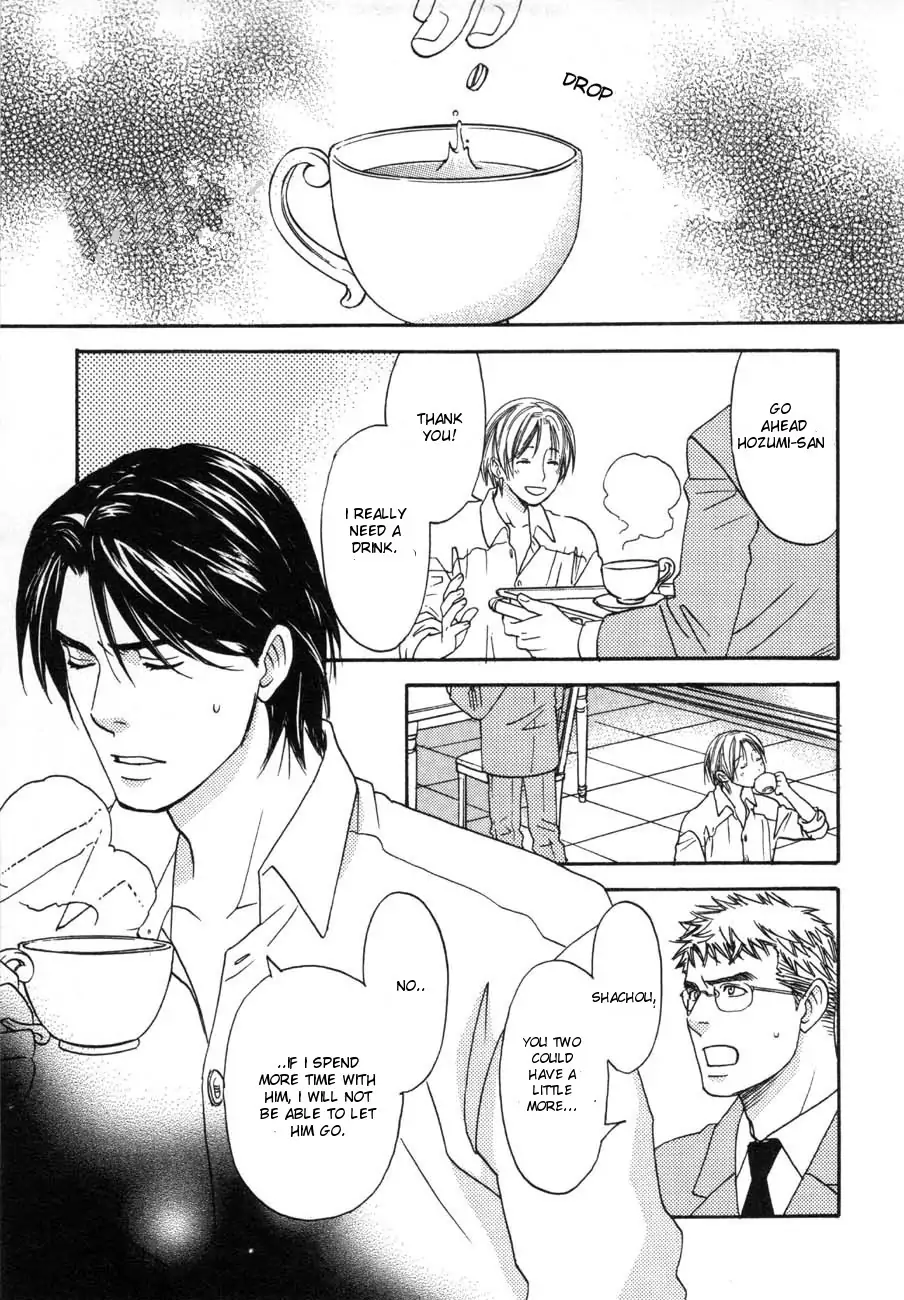 DROP
GO
AHEAD
HOZUMI-SAN
THANK
YOU!
I REALLY
NEED A
DRINK.
SHACHOU,
YOU TWO
COULD
HAVE A
LITTLE
MORE...
NO..
..IF I SPEND
MORE TIME WITH
HIM, I WILL NOT
BE ABLE TO LET
HIM GO.